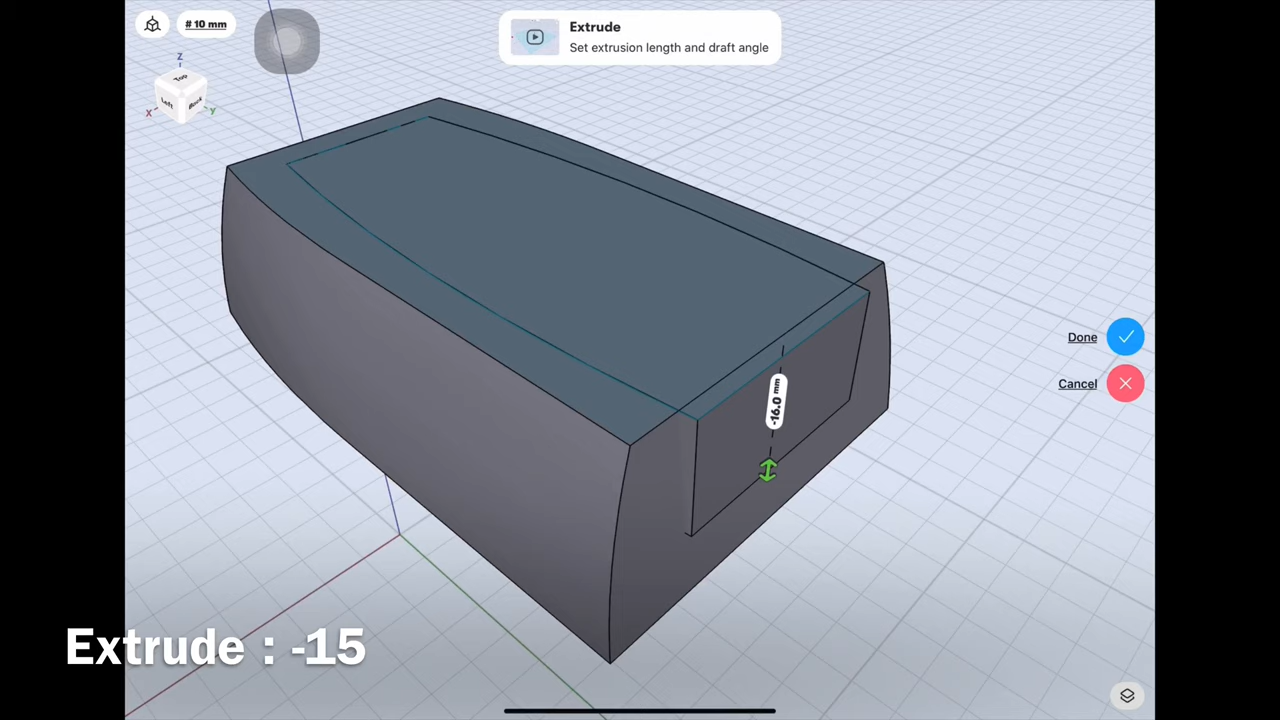 # 10 mm
Extrude
Set extrusion length and draft angle
Z
Top
Left
Back
X
Y
Done
-16.0 mm
Cancel
Extrude : -15